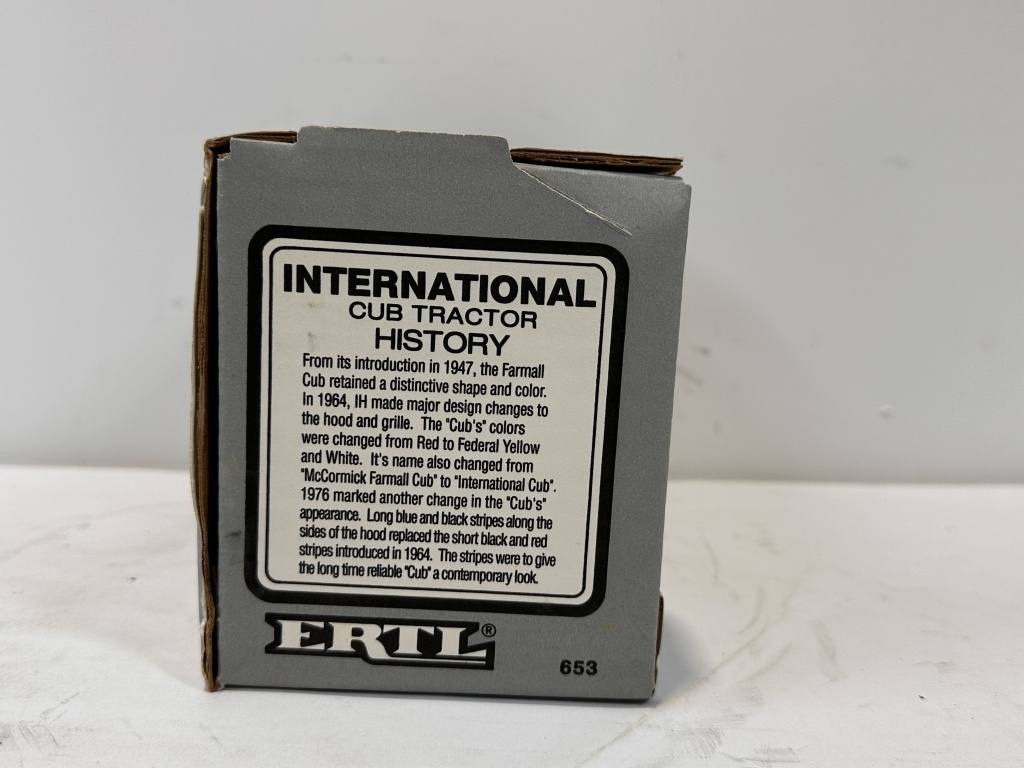 INTERNATIONAL
CUB TRACTOR
HISTORY
From its introduction in 1947, the Farmall
Cub retained a distinctive shape and color.
In 1964, IH made major design changes to
the hood and grille. The "Cub's" colors
were changed from Red to Federal Yellow
and White. It's name also changed from
"McCormick Farmall Cub" to "International Cub".
1976 marked another change in the "Cub's"
appearance. Long blue and black stripes along the
sides of the hood replaced the short black and red
stripes introduced in 1964. The stripes were to give
the long time reliable "Cub" a contemporary look.
ERTL®
653